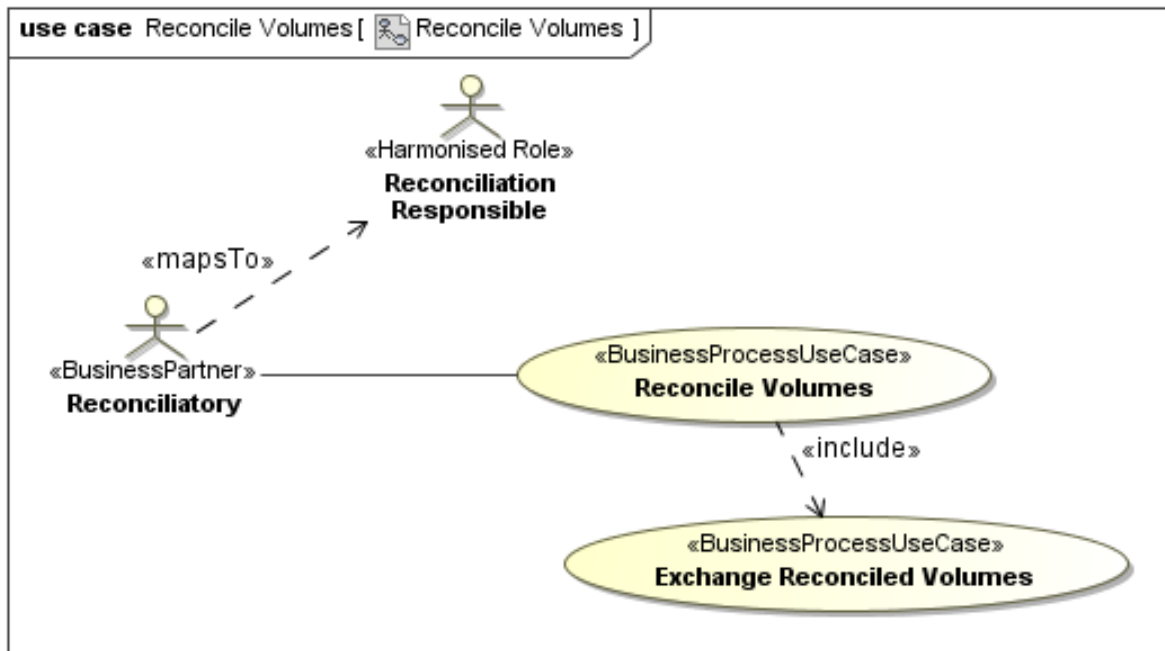 use case Reconcile Volumes [ Reconcile Volumes ]
«Harmonised Role»
Reconciliation
Responsible
«mapsTo»
«BusinessPartner»
Reconciliatory
«BusinessProcessUseCase»
Reconcile Volumes
«include»
«BusinessProcessUseCase»
Exchange Reconciled Volumes